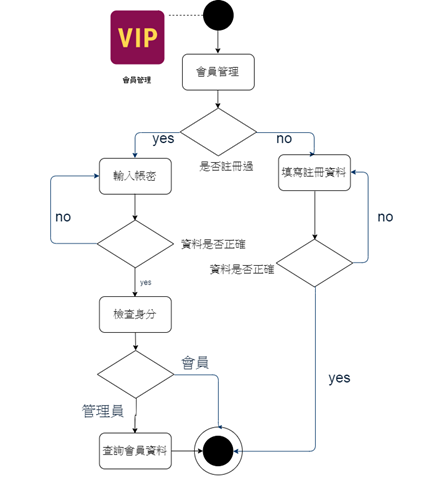 VIP
會員管理
會員管理
yes
no
是否註冊過
輸入帳密
填寫註冊資料
no
no
資料是否正確
資料是否正確
yes
檢查身分
會員
yes
管理員
查詢會員資料